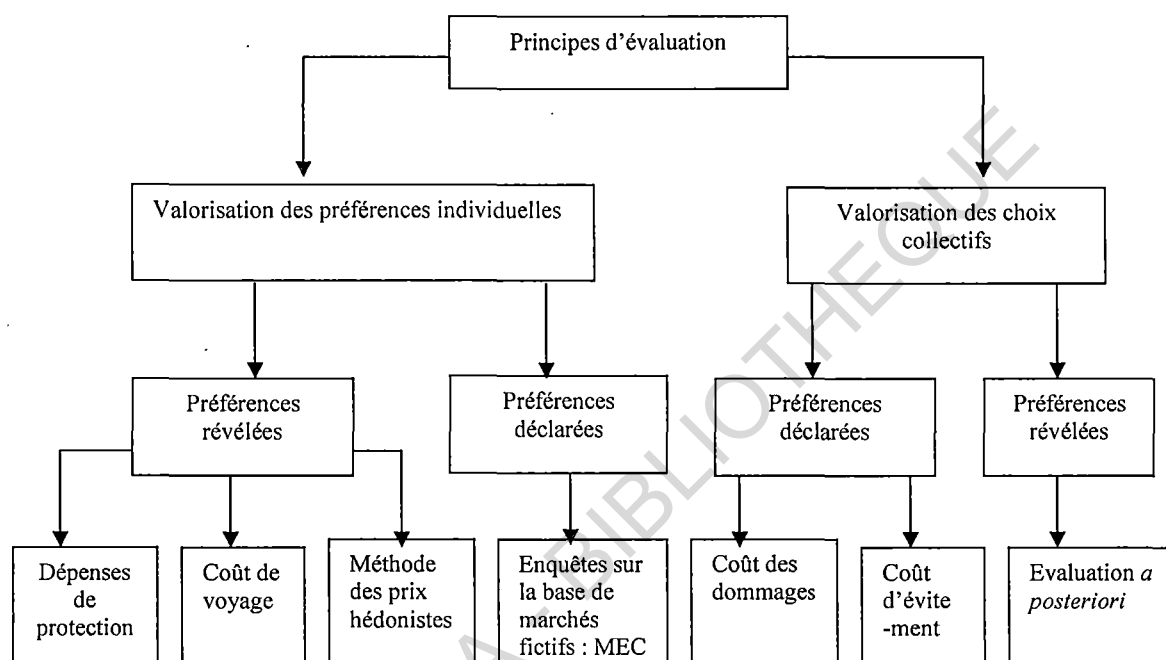 Principes d'évaluation
Valorisation des préférences individuelles
Valorisation des choix
collectifs
Préférences
révélées
Préférences
déclarées
Préférences
déclarées
Préférences
révélées
Dépenses
de
protection
Coût de
voyage
Méthode
des prix
hédonistes
Enquêtes sur
la base de
marchés
fictifs : MEC
Coût des
dommages
Coût
d'évite
-ment
Evaluation a
posteriori
A - BIBLIOTHEQUE